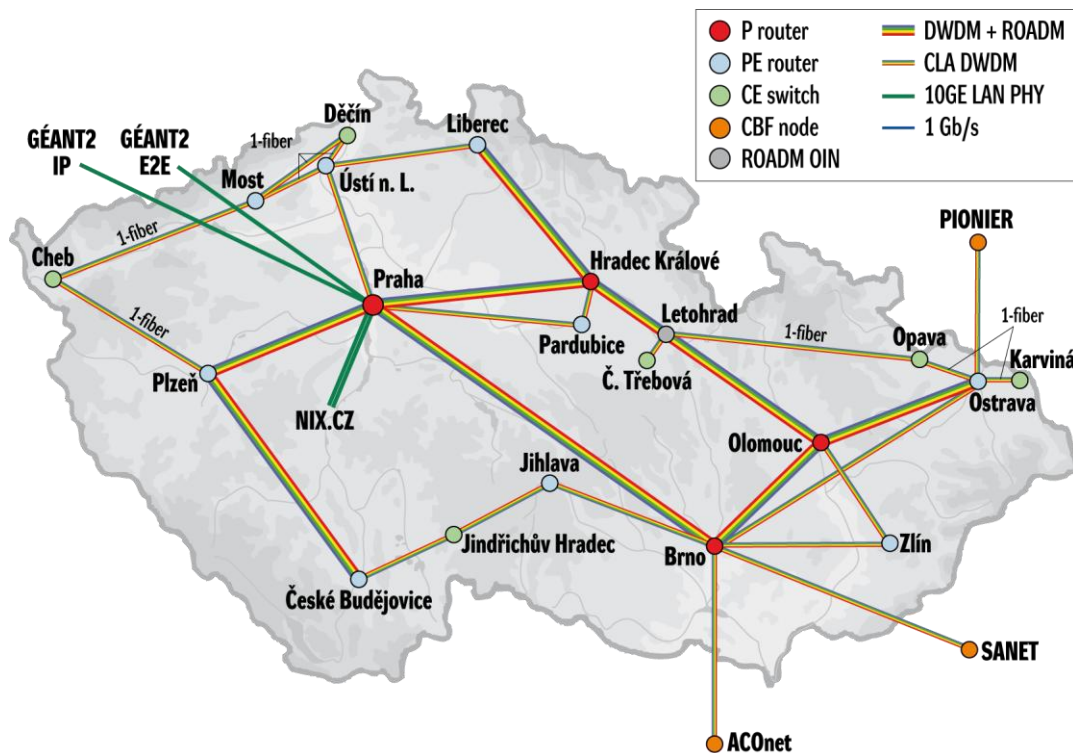 P router
PE router
CE switch
CBF node
ROADM OIN
DWDM + ROADM
CLA DWDM
10GE LAN PHY
1 Gb/s
GÉANT2
IP
GÉANT2
E2E
1-fiber
Děčín
Liberec
Most
Ústí n. L.
1-fiber
Cheb
Praha
Hradec Králové
PIONIER
1-fiber
Letohrad
1-fiber
Opava
1-fiber
Karviná
Plzeň
Pardubice
Č. Třebová
Ostrava
NIX.CZ
Olomouc
Jihlava
Jindřichův Hradec
Brno
Zlín
České Budějovice
SANET
ACOnet